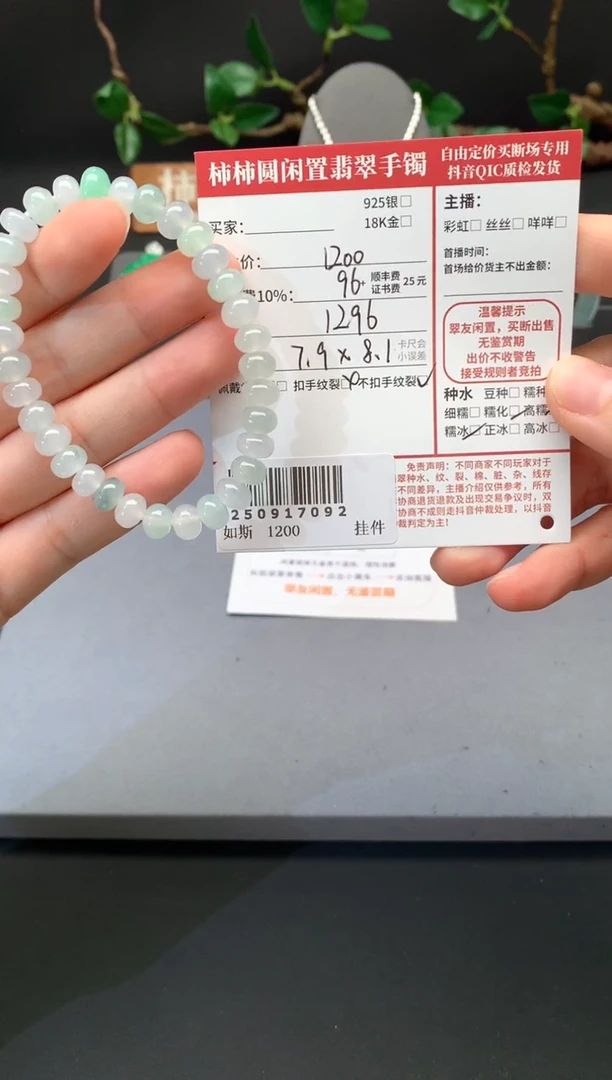 柿柿圆闲置翡翠手镯
自由定价买断场专用
抖音QIC质检发货
925银□
18K金□
买家：
价： 1200
费10%： 96+ 顺丰费 证书费 25元
1296
7.9 x 8.1 卡尺会 小误差
佩戴 □ 扣手纹裂□ 不扣手纹裂□
250917092
如斯 1200 挂件
主播：
彩虹□ 丝丝□ 咩咩□
首播时间：
首场给价货主不出金额：
温馨提示
翡友闲置，买断出售
无鉴赏期
出价不收警告
接受规则者竞拍
种水 豆种□ 糯种
细糯□ 糯化□ 高糯
糯冰□ 正冰□ 高冰□
免责声明：不同商家不同玩家对于
翠种水、纹、裂、棉、脏、杂、线存
不同差异，主播介绍仅供参考，所有
协商退货退款及出现交易争议时，双
协商不成则走抖音仲裁处理，以抖音
裁判定为主！
翡友闲置，无鉴赏期